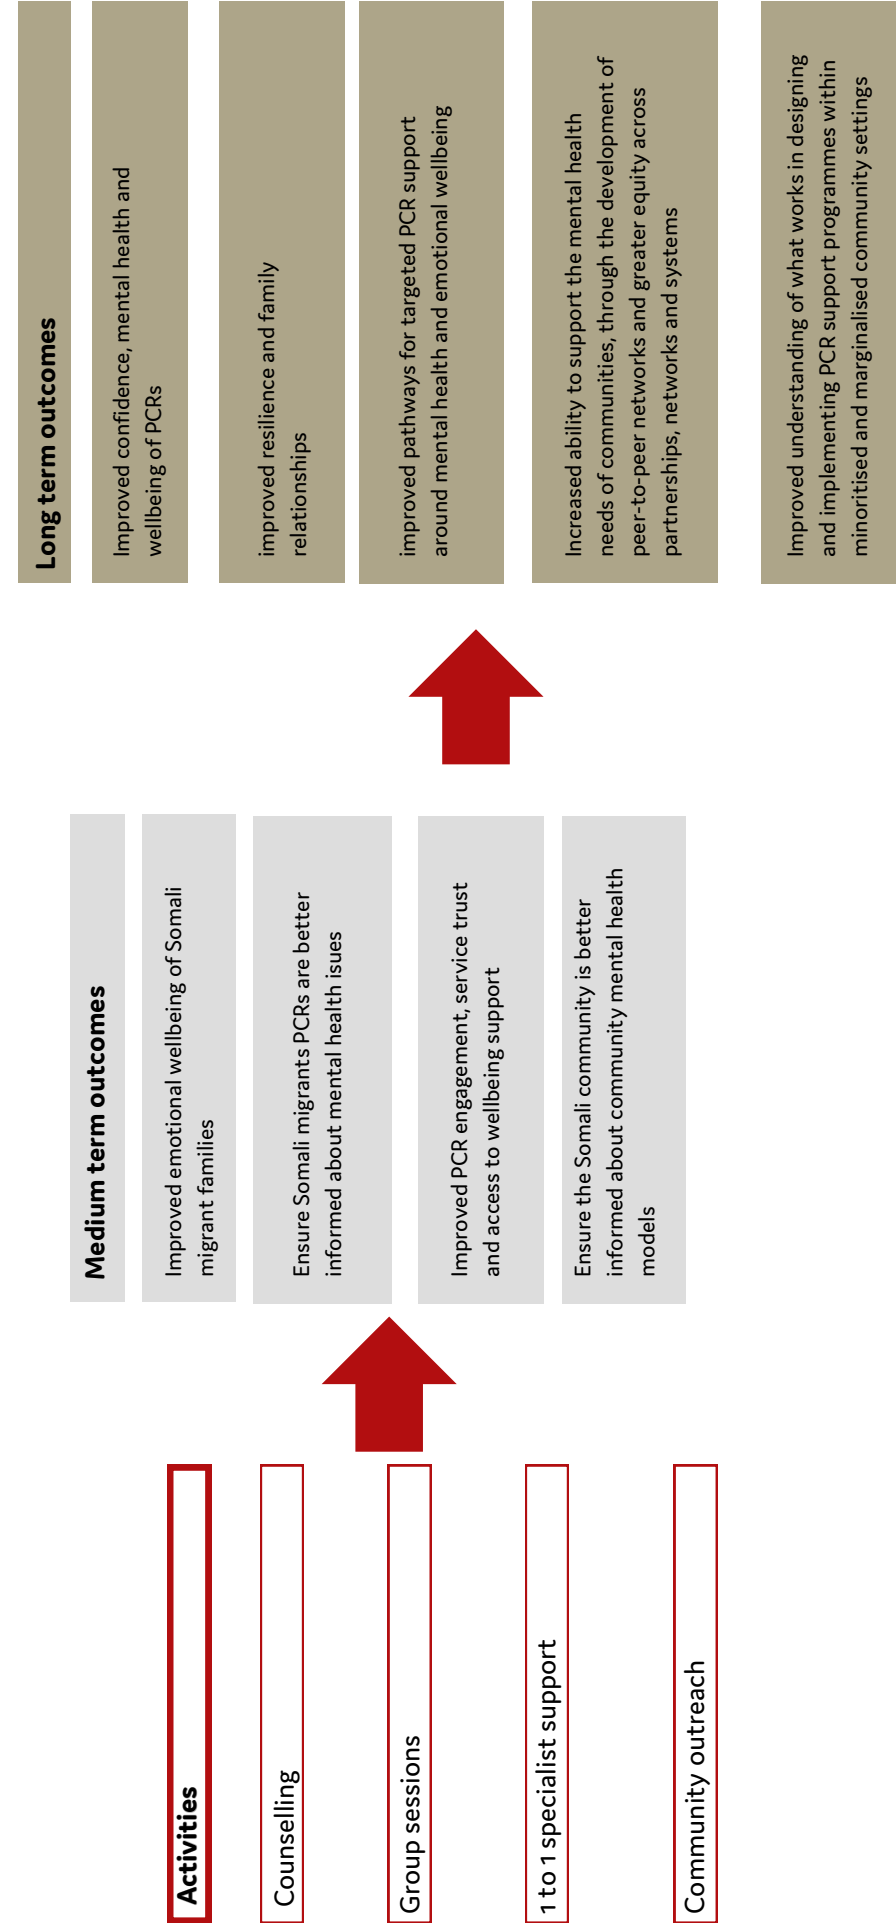 Activities
Counselling
Group sessions
1 to 1 specialist support
Community outreach
Medium term outcomes
Improved emotional wellbeing of Somali
migrant families
Ensure Somali migrants PCRs are better
informed about mental health isues
Improved PCR engagement, service trust
and access to wellbeing support
Ensure the Somali community is better
informed about community mental health
models
Long term outcomes
Improved confidence, mental health and
wellbeing of PCRs
improved resilience and family
relationships
improved pathways for targeted PCR support
around mental health and emotional wellbeing
Increased ability to support the mental health
needs of communities, through the development of
peer-to-peer networks and greater equity across
partnerships, networks and systems
Improved understanding of what works in designing
and implementing PCR support programmes within
minoritised and marginalised community settings